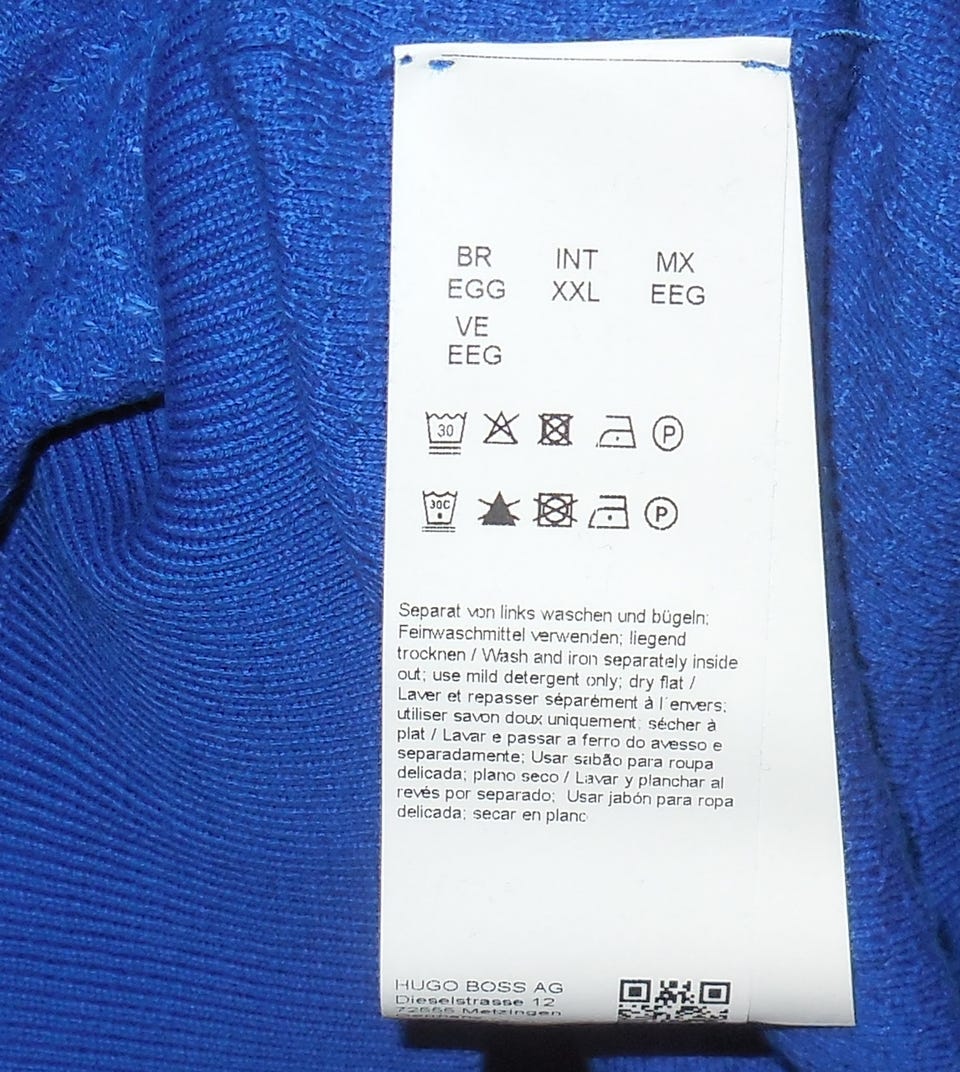 BR INT MX
EGG XXL EEG
VE
EEG
30 P
30C P
Separat von links waschen und bügeln;
Feinwaschmittel verwenden; liegend
trocknen / Wash and iron separately inside
out; use mild detergent only; dry flat /
Laver et repasser séparément à l'envers;
utiliser savon doux uniquement; sécher à
plat / Lavar e passar a ferro do avesso e
separadamente; Usar sabão para roupa
delicada; plano seco / Lavar y planchar al
revés por separado; Usar jabón para ropa
delicada; secar en plano
HUGO BOSS AG
Dieselstrasse 12
72555 Metzingen
Germany